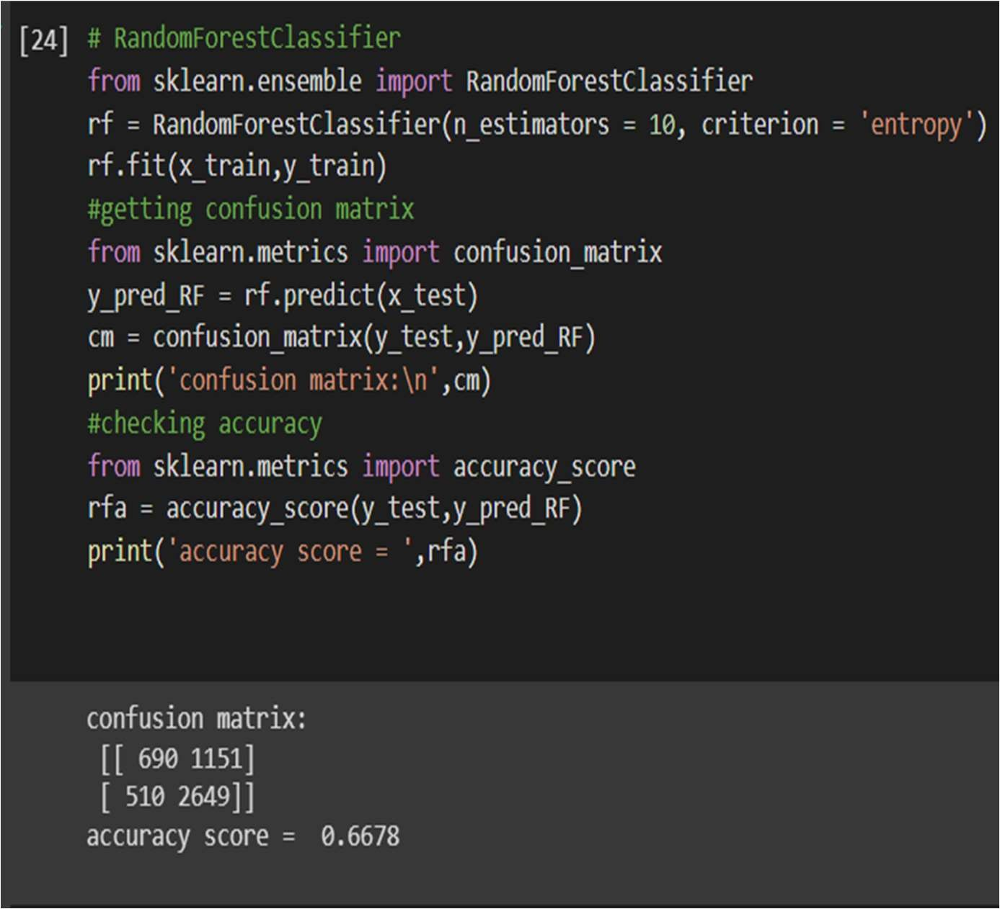 [24] # RandomForestClassifier
from sklearn.ensemble import RandomForestClassifier
rf = RandomForestClassifier(n_estimators = 10, criterion = 'entropy')
rf.fit(x_train,y_train)
#getting confusion matrix
from sklearn.metrics import confusion_matrix
y_pred_RF = rf.predict(x_test)
cm = confusion_matrix(y_test,y_pred_RF)
print('confusion matrix:\n',cm)
#checking accuracy
from sklearn.metrics import accuracy_score
rfa = accuracy_score(y_test,y_pred_RF)
print('accuracy score = ',rfa)
confusion matrix:
[[ 690 1151]
[ 510 2649]]
accuracy score =  0.6678